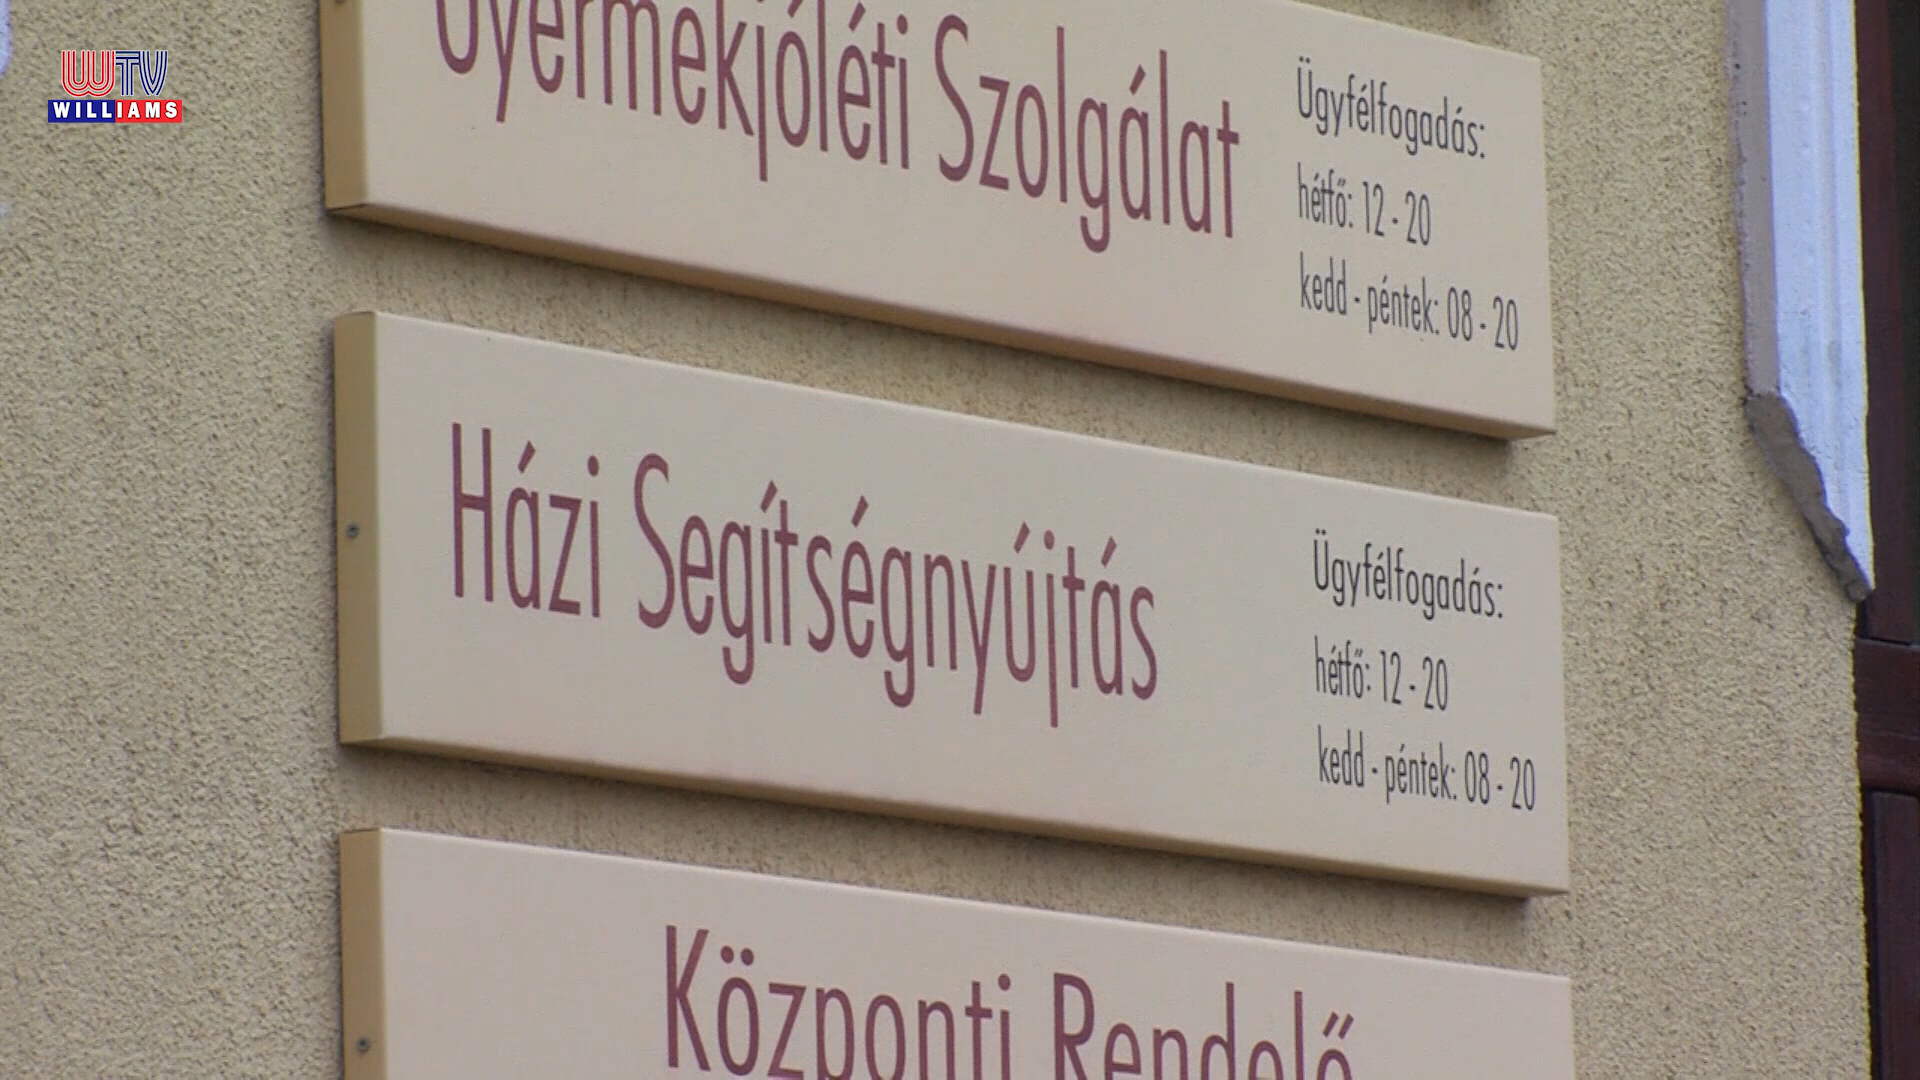 WTV
WILLIAMS
Gyermekjóléti Szolgálat
Ügyfélfogadás:
hétfő: 12 - 20
kedd - péntek: 08 - 20
Házi Segítségnyújtás
Ügyfélfogadás:
hétfő: 12 - 20
kedd - péntek: 08 - 20
Központi Rendelő